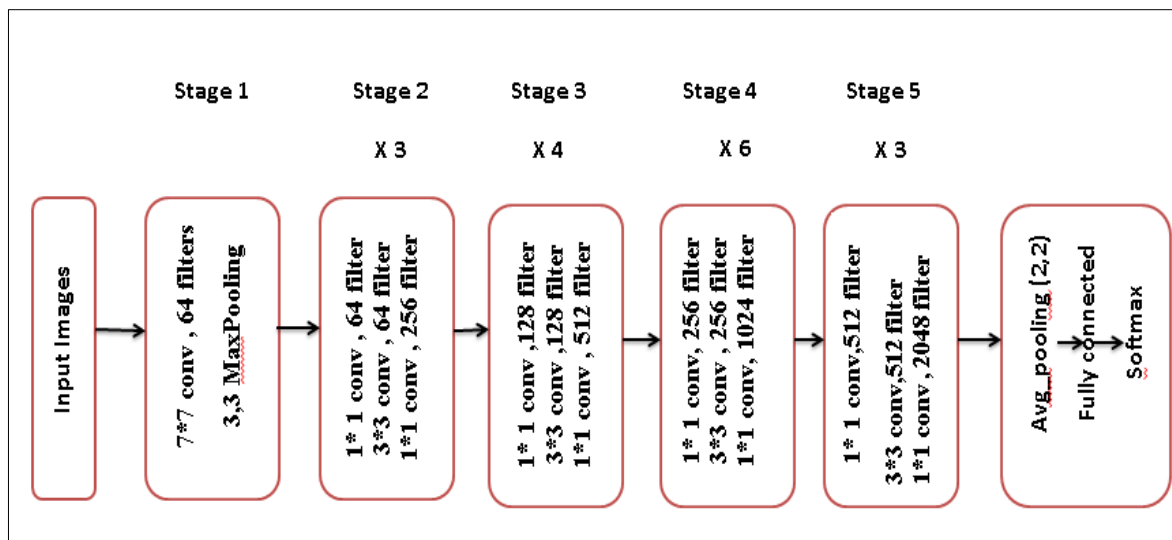 Stage 1
Stage 2
Stage 3
Stage 4
Stage 5
X 3
X 4
X 6
X 3
Input Images
7*7 conv , 64 filters
3,3 MaxPooling
1* 1 conv , 64 filter
3*3 conv , 64 filter
1*1 conv , 256 filter
1* 1 conv ,128 filter
3*3 conv ,128 filter
1*1 conv , 512 filter
1* 1 conv, 256 filter
3*3 conv , 256 filter
1*1 conv, 1024 filter
1* 1 conv,512 filter
3*3 conv,512 filter
1*1 conv , 2048 filter
Avg_pooling (2,2)
Fully connected
Softmax